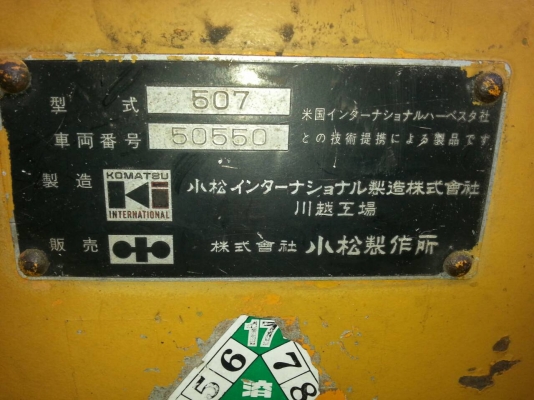 型式 507
車両番号 50550
米国インターナショナルハーベスタ社
との技術提携による製品です
製造 KOMATSU INTERNATIONAL 小松インターナショナル製造株式會社
川越工場
販売 株式會社 小松製作所
17
5 6 7 8
済